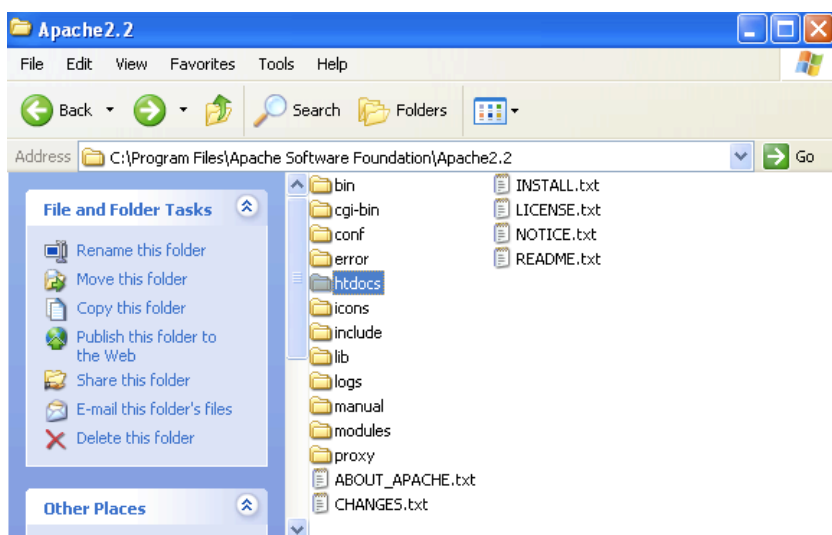 Apache2.2
File Edit View Favorites Tools Help
Back Search Folders
Address C:\Program Files\Apache Software Foundation\Apache2.2 Go
File and Folder Tasks
Rename this folder
Move this folder
Copy this folder
Publish this folder to
the Web
Share this folder
E-mail this folder's files
Delete this folder
Other Places
bin
cgi-bin
conf
error
htdocs
icons
include
lib
logs
manual
modules
proxy
ABOUT_APACHE.txt
CHANGES.txt
INSTALL.txt
LICENSE.txt
NOTICE.txt
README.txt